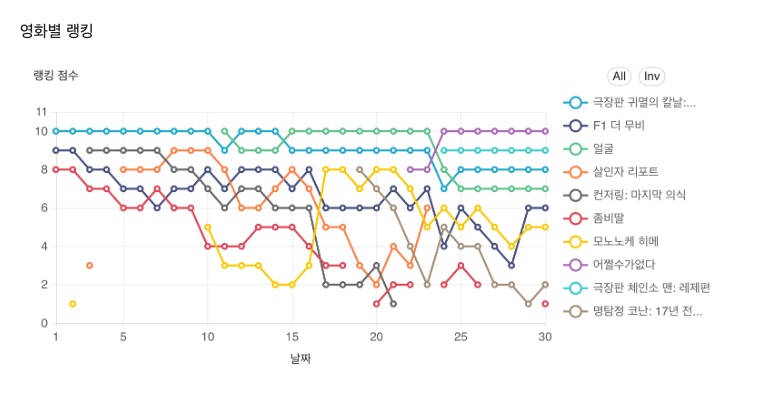 영화별 랭킹
랭킹 점수
All Inv
11
10
8
6
4
2
0
1 5 10 15 20 25 30
날짜
극장판 귀멸의 칼날:...
F1 더 무비
얼굴
살인자 리포트
컨저링: 마지막 의식
좀비딸
모노노케 히메
어쩔수가없다
극장판 체인소 맨: 레제편
명탐정 코난: 17년 전...